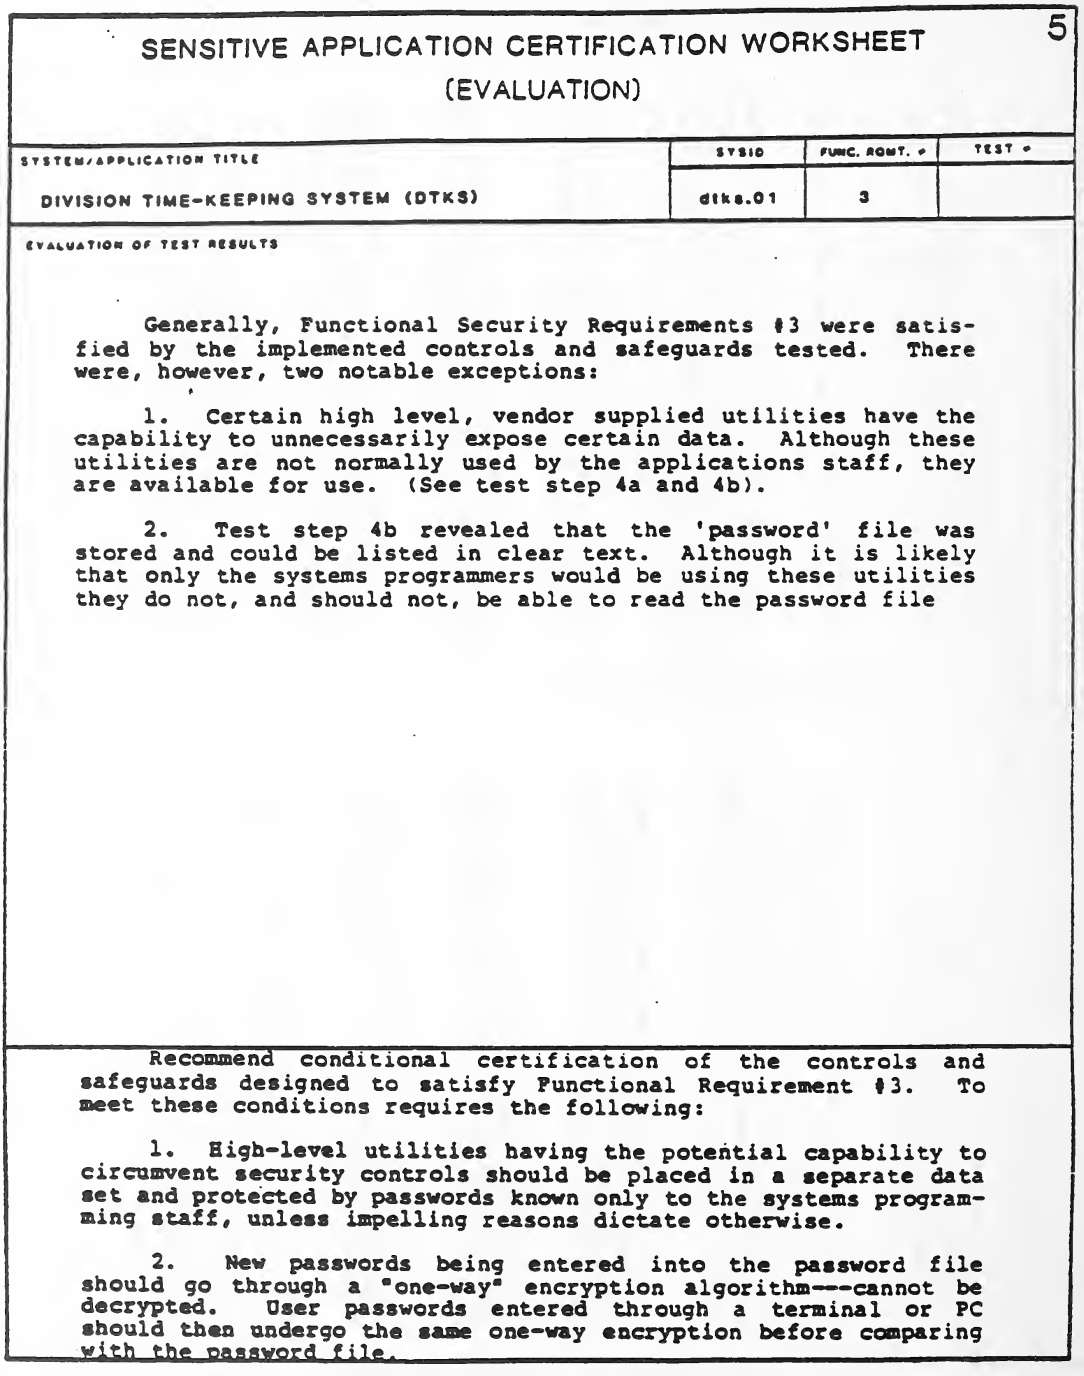 5
SENSITIVE APPLICATION CERTIFICATION WORKSHEET
(EVALUATION)
SYSTEM/APPLICATION TITLE
SYSID
FUNC. RQMT. #
TEST #
DIVISION TIME-KEEPING SYSTEM (DTKS)
dtks.01
3
EVALUATION OF TEST RESULTS
Generally, Functional Security Requirements #3 were satis-
fied by the implemented controls and safeguards tested. There
were, however, two notable exceptions:
1. Certain high level, vendor supplied utilities have the
capability to unnecessarily expose certain data. Although these
utilities are not normally used by the applications staff, they
are available for use. (See test step 4a and 4b).
2. Test step 4b revealed that the 'password' file was
stored and could be listed in clear text. Although it is likely
that only the systems programmers would be using these utilities
they do not, and should not, be able to read the password file
Recommend conditional certification of the controls and
safeguards designed to satisfy Functional Requirement #3. To
meet these conditions requires the following:
1. High-level utilities having the potential capability to
circumvent security controls should be placed in a separate data
set and protected by passwords known only to the systems program-
ming staff, unless impelling reasons dictate otherwise.
2. New passwords being entered into the password file
should go through a "one-way" encryption algorithm---cannot be
decrypted. User passwords entered through a terminal or PC
should then undergo the same one-way encryption before comparing
with the password file.